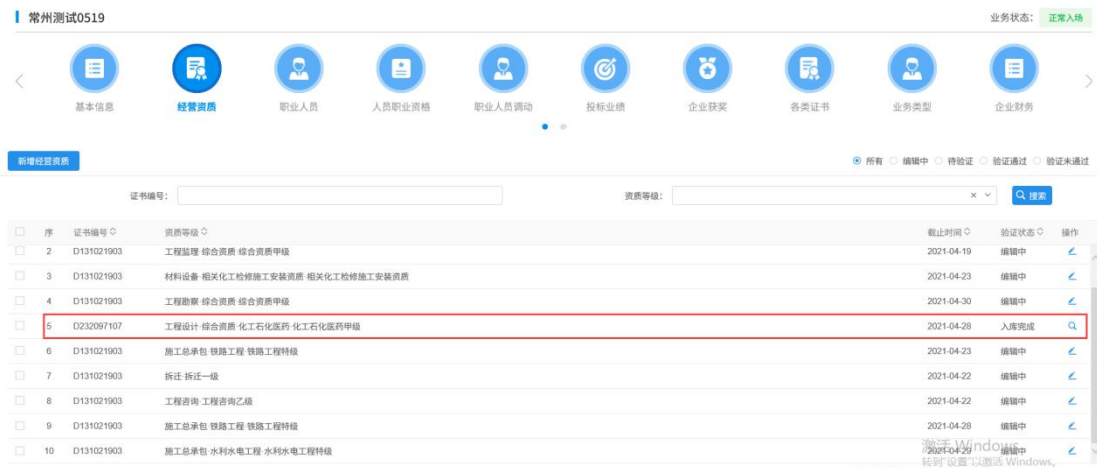 常州测试0519 业务状态: 正常入场
基本信息 经营资质 职业人员 人员职业资格 职业人员调动 投标业绩 企业获奖 各类证书 业务类型 企业财务
新增经营资质 所有 编辑中 待验证 验证通过 验证未通过
证书编号: 资质等级: 搜索
序 证书编号 资质等级 截止时间 验证状态 操作
2 D131021903 工程监理·综合资质·综合资质甲级 2021-04-19 编辑中
3 D131021903 材料设备·相关化工检修施工安装资质·相关化工检修施工安装资质 2021-04-23 编辑中
4 D131021903 工程勘察·综合资质·综合资质甲级 2021-04-30 编辑中
5 D232097107 工程设计·综合资质·化工石化医药·化工石化医药甲级 2021-04-28 入库完成
6 D131021903 施工总承包·铁路工程·铁路工程特级 2021-04-23 编辑中
7 D131021903 拆迁·拆迁一级 2021-04-22 编辑中
8 D131021903 工程咨询·工程咨询乙级 2021-04-22 编辑中
9 D131021903 施工总承包·铁路工程·铁路工程特级 2021-04-28 编辑中
10 D131021903 施工总承包·水利水电工程·水利水电工程特级 2021-04-29 编辑中
激活 Windows
转到"设置"以激活 Windows。